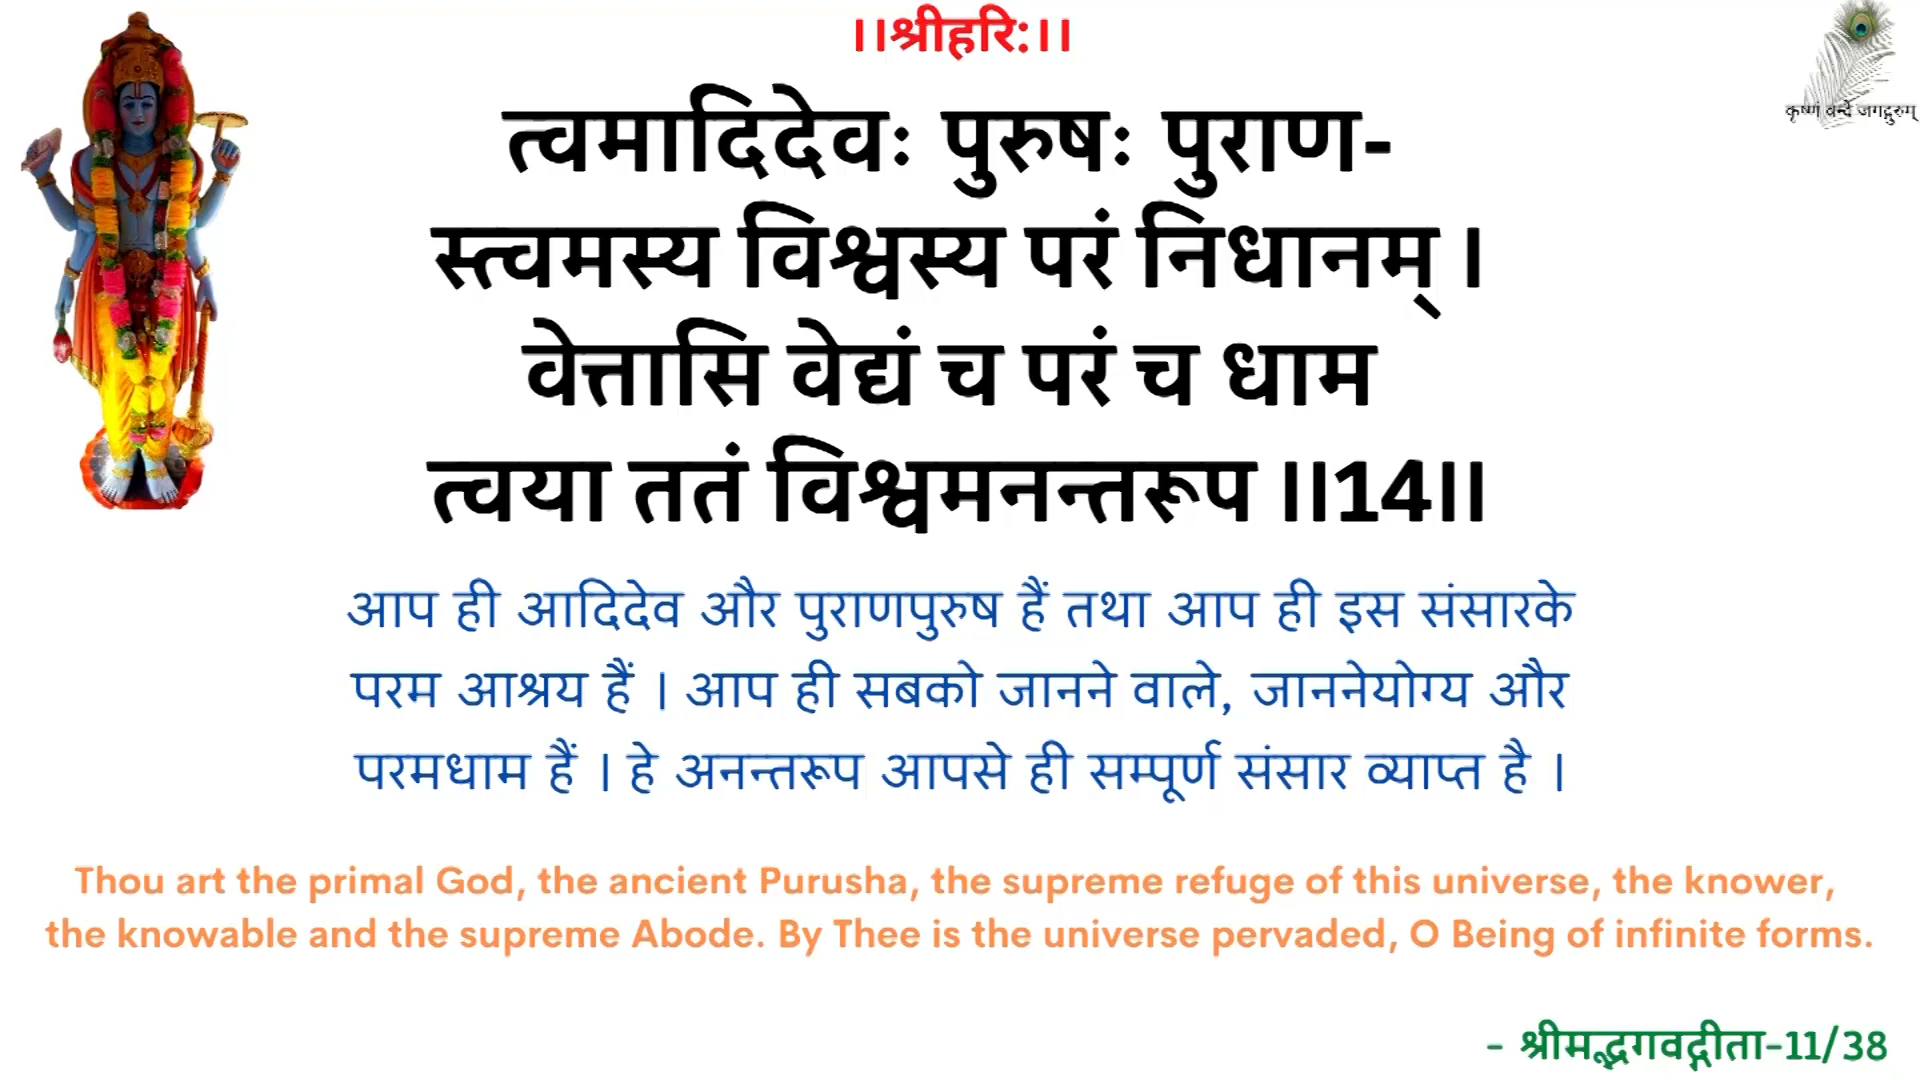 ।।श्रीहरि:।।
कृष्णं वन्दे जगद्गुरुम्
त्वमादिदेवः पुरुषः पुराण-
स्त्वमस्य विश्वस्य परं निधानम् ।
वेत्तासि वेद्यं च परं च धाम
त्वया ततं विश्वमनन्तरूप ।।14।।
आप ही आदिदेव और पुराणपुरुष हैं तथा आप ही इस संसारके
परम आश्रय हैं । आप ही सबको जानने वाले, जाननेयोग्य और
परमधाम हैं । हे अनन्तरूप आपसे ही सम्पूर्ण संसार व्याप्त है ।
Thou art the primal God, the ancient Purusha, the supreme refuge of this universe, the knower,
the knowable and the supreme Abode. By Thee is the universe pervaded, O Being of infinite forms.
- श्रीमद्भगवद्गीता-11/38